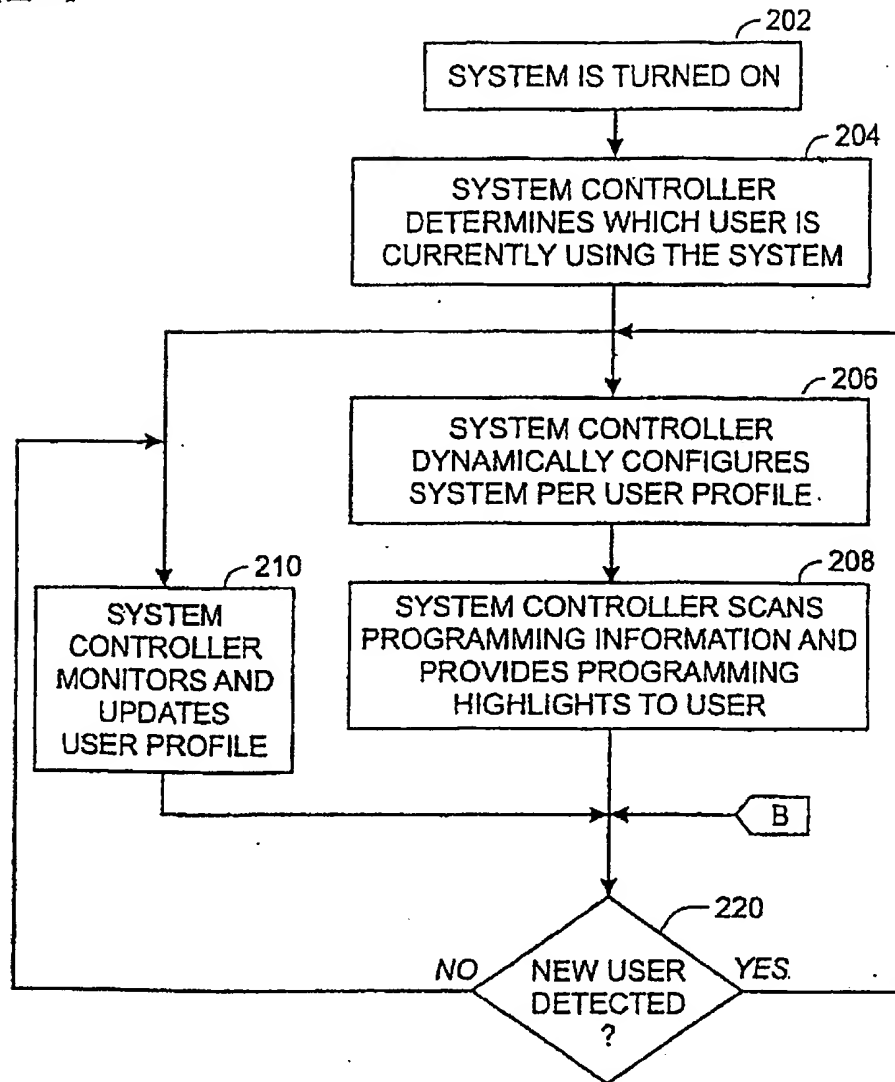 202
SYSTEM IS TURNED ON
204
SYSTEM CONTROLLER
DETERMINES WHICH USER IS
CURRENTLY USING THE SYSTEM
206
SYSTEM CONTROLLER
DYNAMICALLY CONFIGURES
SYSTEM PER USER PROFILE
210
SYSTEM
CONTROLLER
MONITORS AND
UPDATES
USER PROFILE
208
SYSTEM CONTROLLER SCANS
PROGRAMMING INFORMATION AND
PROVIDES PROGRAMMING
HIGHLIGHTS TO USER
B
220
NO
NEW USER
DETECTED
?
YES